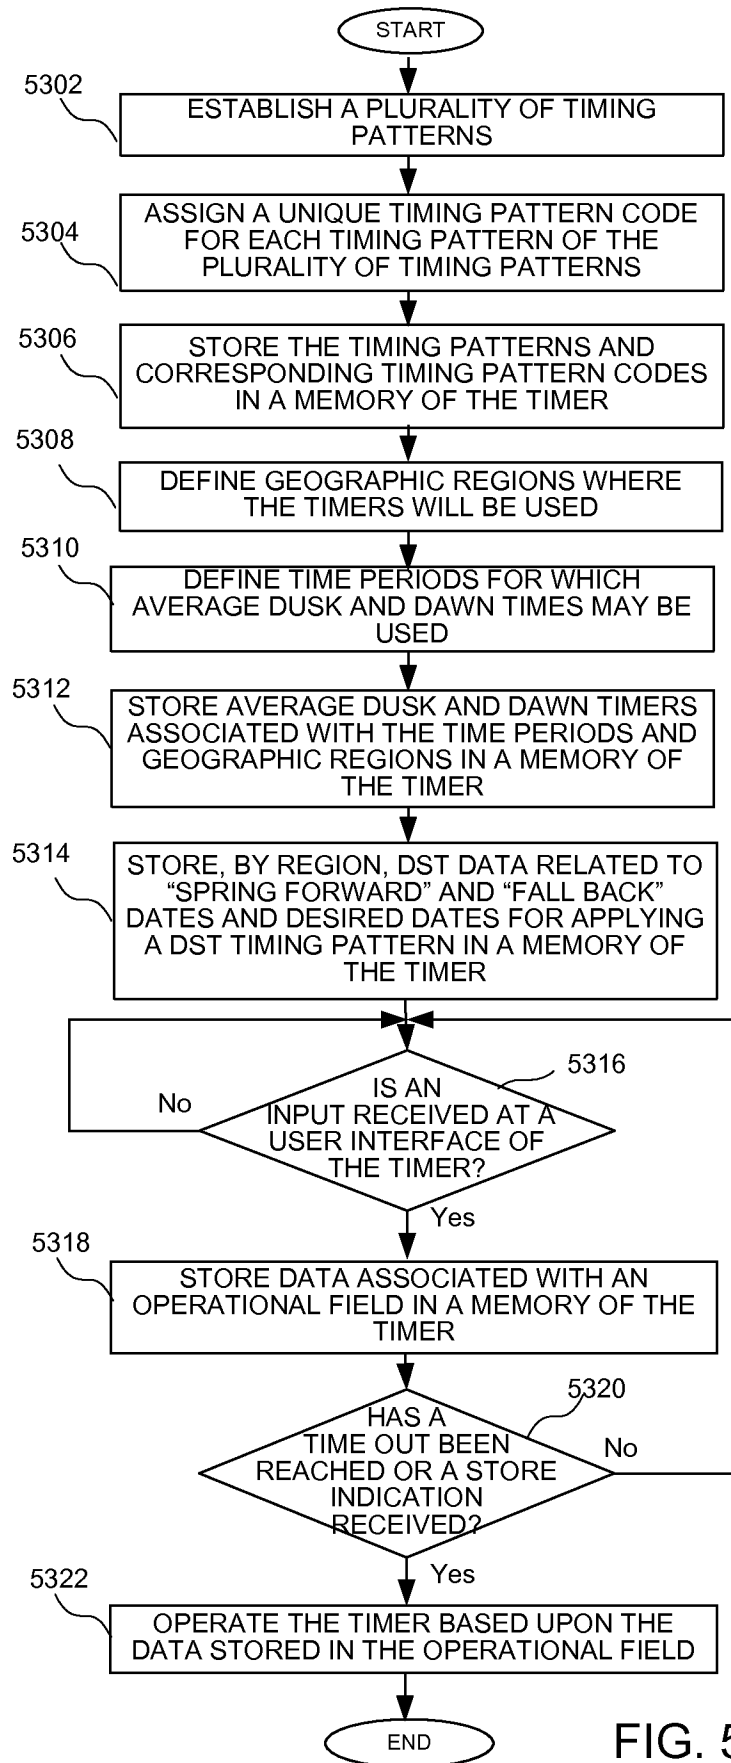 START
5302
ESTABLISH A PLURALITY OF TIMING
PATTERNS
5304
ASSIGN A UNIQUE TIMING PATTERN CODE
FOR EACH TIMING PATTERN OF THE
PLURALITY OF TIMING PATTERNS
5306
STORE THE TIMING PATTERNS AND
CORRESPONDING TIMING PATTERN CODES
IN A MEMORY OF THE TIMER
5308
DEFINE GEOGRAPHIC REGIONS WHERE
THE TIMERS WILL BE USED
5310
DEFINE TIME PERIODS FOR WHICH
AVERAGE DUSK AND DAWN TIMES MAY BE
USED
5312
STORE AVERAGE DUSK AND DAWN TIMERS
ASSOCIATED WITH THE TIME PERIODS AND
GEOGRAPHIC REGIONS IN A MEMORY OF
THE TIMER
5314
STORE, BY REGION, DST DATA RELATED TO
“SPRING FORWARD” AND “FALL BACK”
DATES AND DESIRED DATES FOR APPLYING
A DST TIMING PATTERN IN A MEMORY OF
THE TIMER
5316
No
IS AN
INPUT RECEIVED AT A
USER INTERFACE OF
THE TIMER?
Yes
5318
STORE DATA ASSOCIATED WITH AN
OPERATIONAL FIELD IN A MEMORY OF THE
TIMER
5320
HAS A
TIME OUT BEEN
REACHED OR A STORE
INDICATION
RECEIVED?
No
Yes
5322
OPERATE THE TIMER BASED UPON THE
DATA STORED IN THE OPERATIONAL FIELD
END
FIG. 5